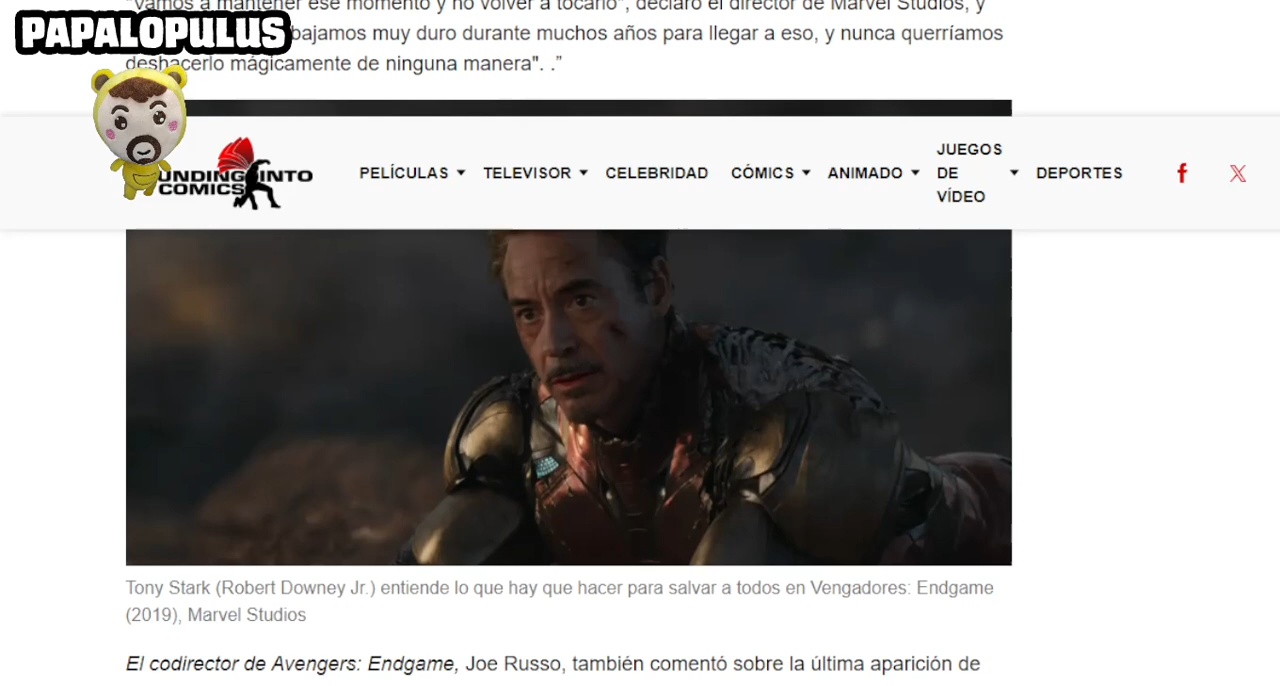 "Vamos a mantener ese momento y no volver a tocarlo", declaró el director de Marvel Studios, y
PAPALOPULUS
bajamos muy duro durante muchos años para llegar a eso, y nunca querríamos
deshacerlo mágicamente de ninguna manera". ."
UNDING INTO
COMICS
PELÍCULAS
TELEVISOR
CELEBRIDAD
CÓMICS
ANIMADO
JUEGOS
DE
VÍDEO
DEPORTES
Tony Stark (Robert Downey Jr.) entiende lo que hay que hacer para salvar a todos en Vengadores: Endgame
(2019), Marvel Studios
El codirector de Avengers: Endgame, Joe Russo, también comentó sobre la última aparición de